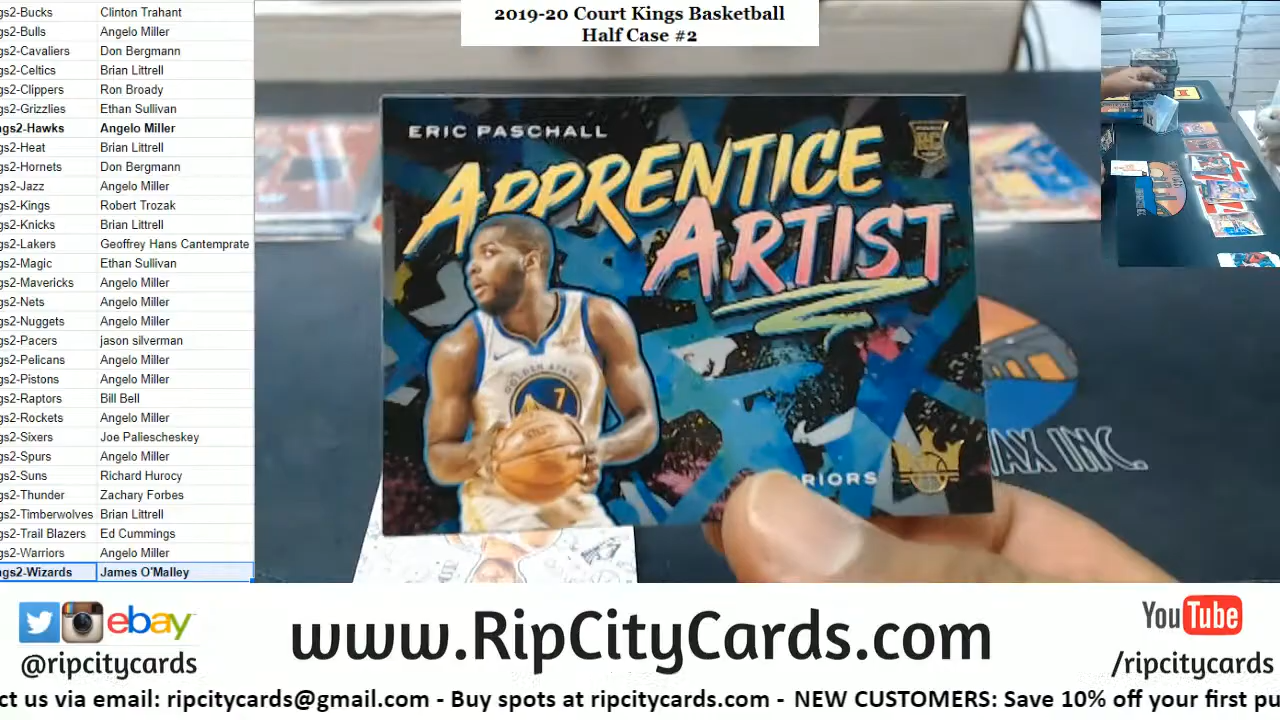 gs2-Bucks Clinton Trahant
gs2-Bulls Angelo Miller
gs2-Cavaliers Don Bergmann
gs2-Celtics Brian Littrell
gs2-Clippers Ron Broady
gs2-Grizzlies Ethan Sullivan
ngs2-Hawks Angelo Miller
gs2-Heat Brian Littrell
gs2-Hornets Don Bergmann
gs2-Jazz Angelo Miller
gs2-Kings Robert Trozak
gs2-Knicks Brian Littrell
gs2-Lakers Geoffrey Hans Cantemprate
gs2-Magic Ethan Sullivan
gs2-Mavericks Angelo Miller
gs2-Nets Angelo Miller
gs2-Nuggets Angelo Miller
gs2-Pacers jason silverman
gs2-Pelicans Angelo Miller
gs2-Pistons Angelo Miller
gs2-Raptors Bill Bell
gs2-Rockets Angelo Miller
gs2-Sixers Joe Paliescheskey
gs2-Spurs Angelo Miller
gs2-Suns Richard Hurocy
gs2-Thunder Zachary Forbes
gs2-Timberwolves Brian Littrell
gs2-Trail Blazers Ed Cummings
gs2-Warriors Angelo Miller
ngs2-Wizards James O'Malley
2019-20 Court Kings Basketball
Half Case #2
ERIC PASCHALL
APPRENTICE
ARTIST
RC
GOLDEN STATE
7
RIORS
AX INC.
ebay
@ripcitycards
www.RipCityCards.com
YouTube
/ripcitycards
ct us via email: ripcitycards@gmail.com - Buy spots at ripcitycards.com - NEW CUSTOMERS: Save 10% off your first pu